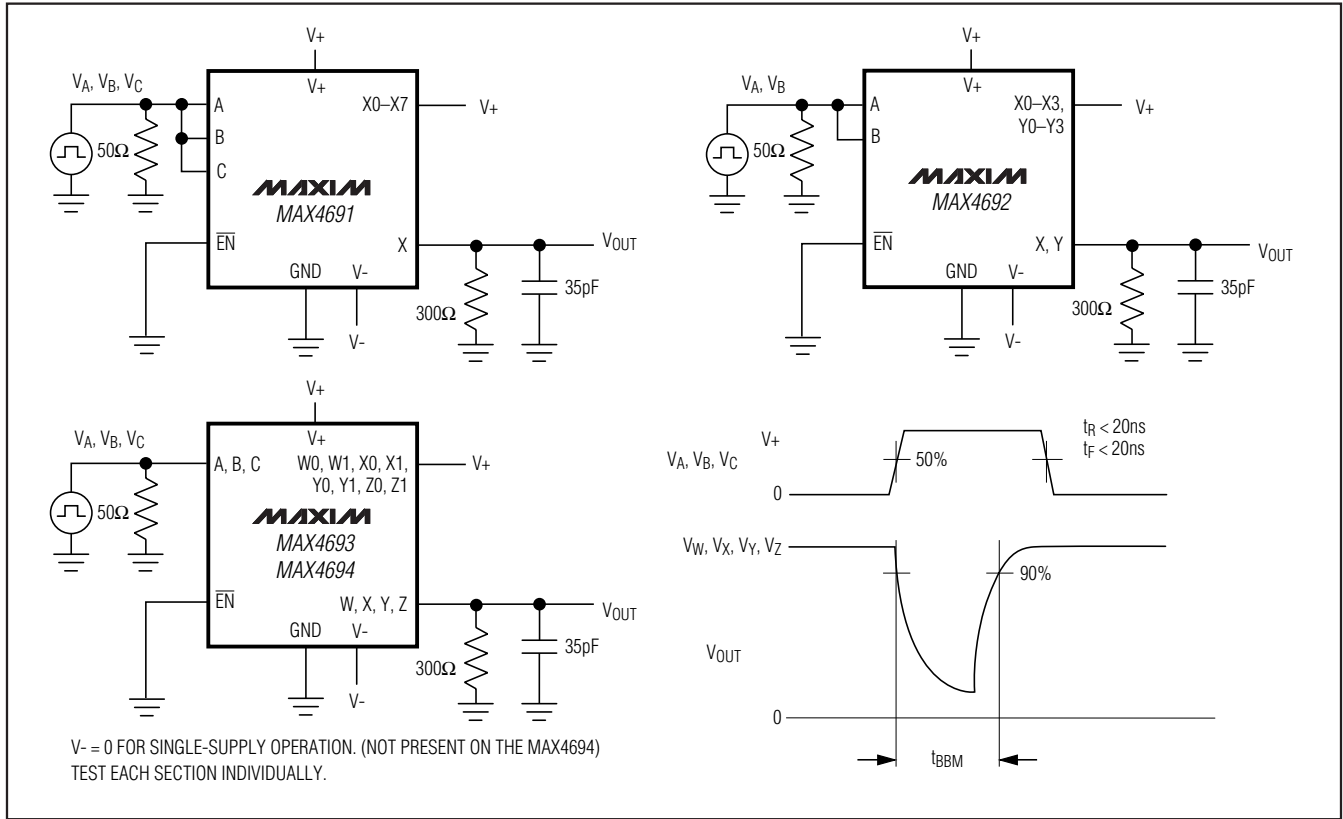 V+
V+
VA, VB, VC
A
B
C
X0–X7
V+
50Ω
MAXIM
MAX4691
EN
X
VOUT
GND
V-
300Ω
35pF
V-
V+
V+
VA, VB
A
B
X0–X3,
Y0–Y3
V+
50Ω
MAXIM
MAX4692
EN
X, Y
VOUT
GND
V-
300Ω
35pF
V-
V+
V+
VA, VB, VC
A, B, C
W0, W1, X0, X1,
Y0, Y1, Z0, Z1
V+
50Ω
MAXIM
MAX4693
MAX4694
EN
W, X, Y, Z
VOUT
GND
V-
300Ω
35pF
V-
V+
VA, VB, VC
0
50%
tR < 20ns
tF < 20ns
VW, VX, VY, VZ
90%
VOUT
0
tBBM
V- = 0 FOR SINGLE-SUPPLY OPERATION. (NOT PRESENT ON THE MAX4694)
TEST EACH SECTION INDIVIDUALLY.